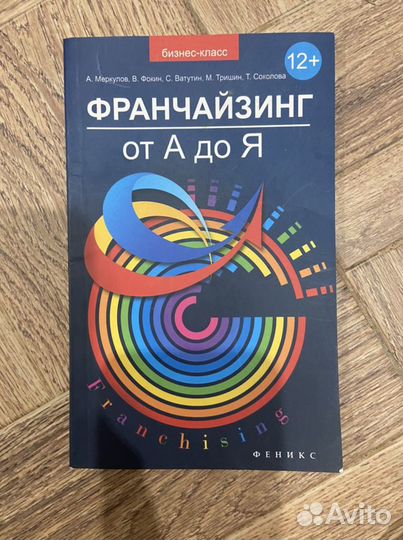 бизнес-класс
12+
А. Меркулов, В. Фокин, С. Ватутин, М. Тришин, Т. Соколова
ФРАНЧАЙЗИНГ
от А до Я
Franchising
ФЕНИКС
Avito